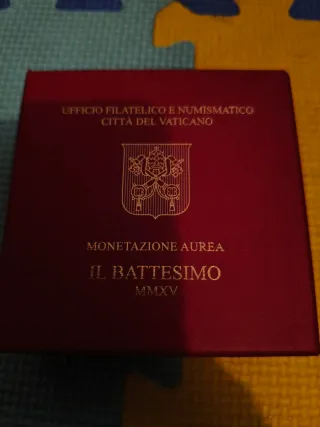 UFFICIO FILATELICO E NUMISMATICO
CITTÀ DEL VATICANO
MONETAZIONE AUREA
IL BATTESIMO
MMXV